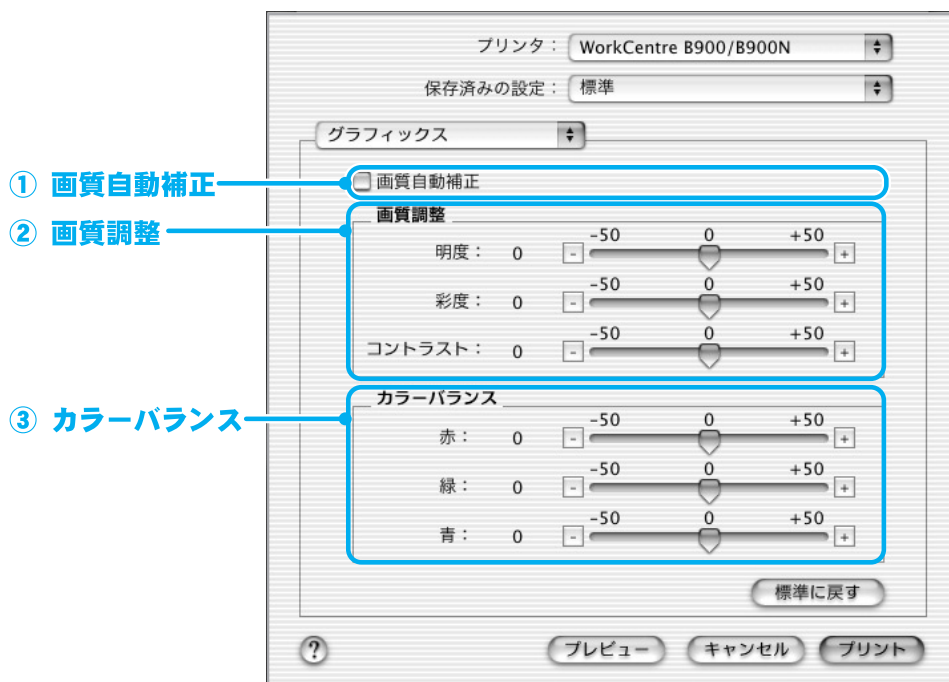 プリンタ： WorkCentre B900/B900N
保存済みの設定： 標準
グラフィックス
① 画質自動補正
画質自動補正
② 画質調整
画質調整
明度： 0 - -50 0 +50 +
彩度： 0 - -50 0 +50 +
コントラスト： 0 - -50 0 +50 +
③ カラーバランス
カラーバランス
赤： 0 - -50 0 +50 +
緑： 0 - -50 0 +50 +
青： 0 - -50 0 +50 +
標準に戻す
? プレビュー キャンセル プリント